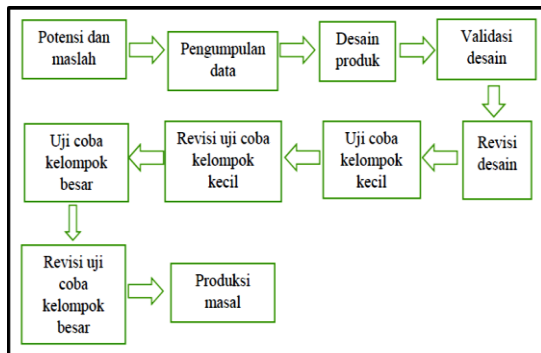 Potensi dan
maslah
Pengumpulan
data
Desain
produk
Validasi
desain
Revisi
desain
Uji coba
kelompok
kecil
Revisi uji coba
kelompok
kecil
Uji coba
kelompok
besar
Revisi uji
coba
kelompok
besar
Produksi
masal